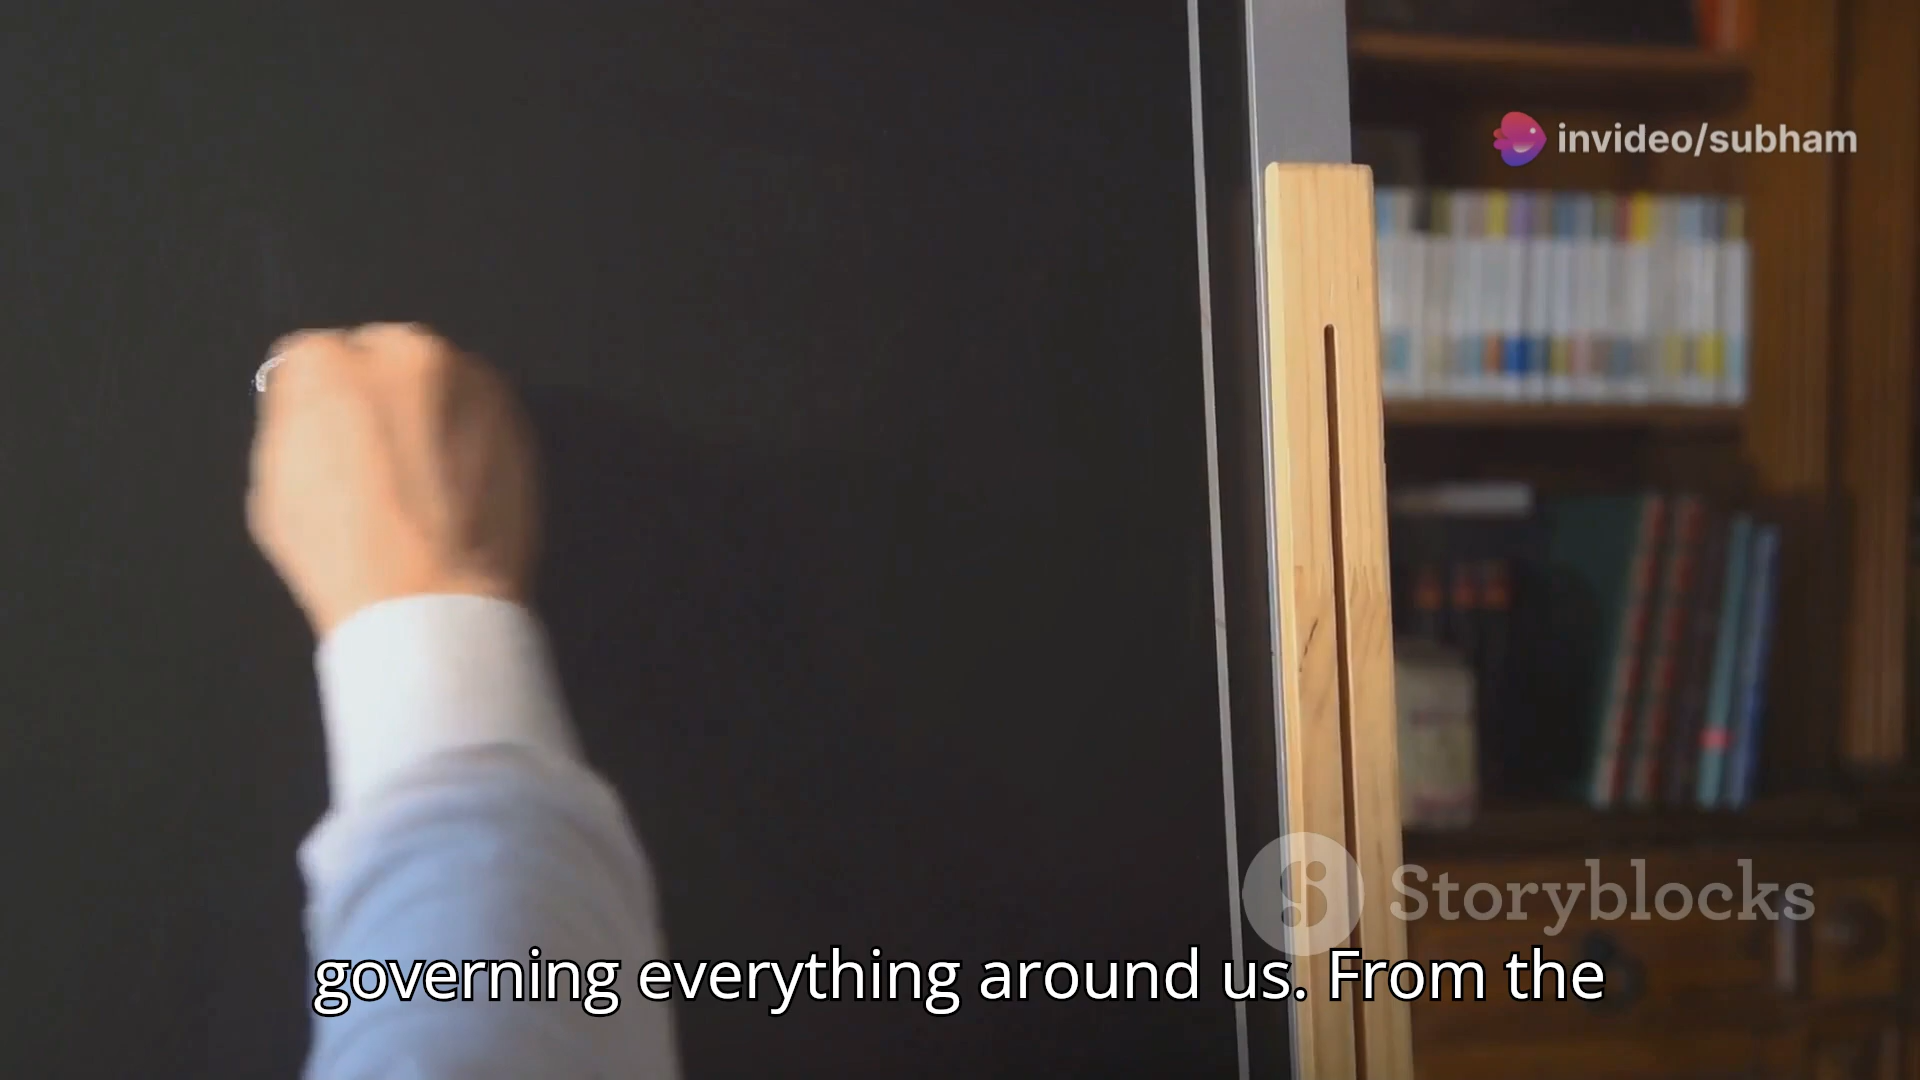 invideo/subham
Storyblocks
governing everything around us. From the